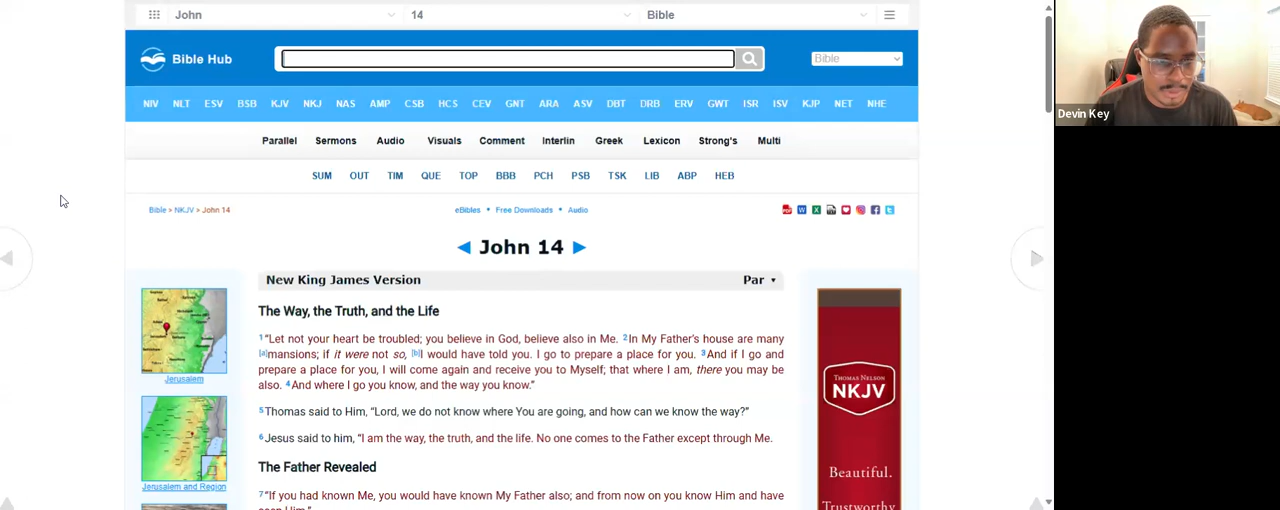 John 14 Bible
Bible Hub Bible
NIV NLT ESV BSB KJV NKJ NAS AMP CSB HCS CEV GNT ARA ASV DBT DRB ERV GWT ISR ISV KJP NET NHE
Parallel Sermons Audio Visuals Comment Interlin Greek Lexicon Strong's Multi
SUM OUT TIM QUE TOP BBB PCH PSB TSK LIB ABP HEB
Bible > NKJV > John 14
eBibles • Free Downloads • Audio
◄ John 14 ►
New King James Version Par ▾
The Way, the Truth, and the Life
1 “Let not your heart be troubled; you believe in God, believe also in Me. 2 In My Father’s house are many
[a]mansions; if it were not so, [b]I would have told you. I go to prepare a place for you. 3 And if I go and
prepare a place for you, I will come again and receive you to Myself; that where I am, there you may be
also. 4 And where I go you know, and the way you know.”
5 Thomas said to Him, “Lord, we do not know where You are going, and how can we know the way?”
6 Jesus said to him, “I am the way, the truth, and the life. No one comes to the Father except through Me.
The Father Revealed
7 “If you had known Me, you would have known My Father also; and from now on you know Him and have
seen Him.”
Jerusalem
Jerusalem and Region
THOMAS NELSON
NKJV
Beautiful.
Trustworthy
Devin Key